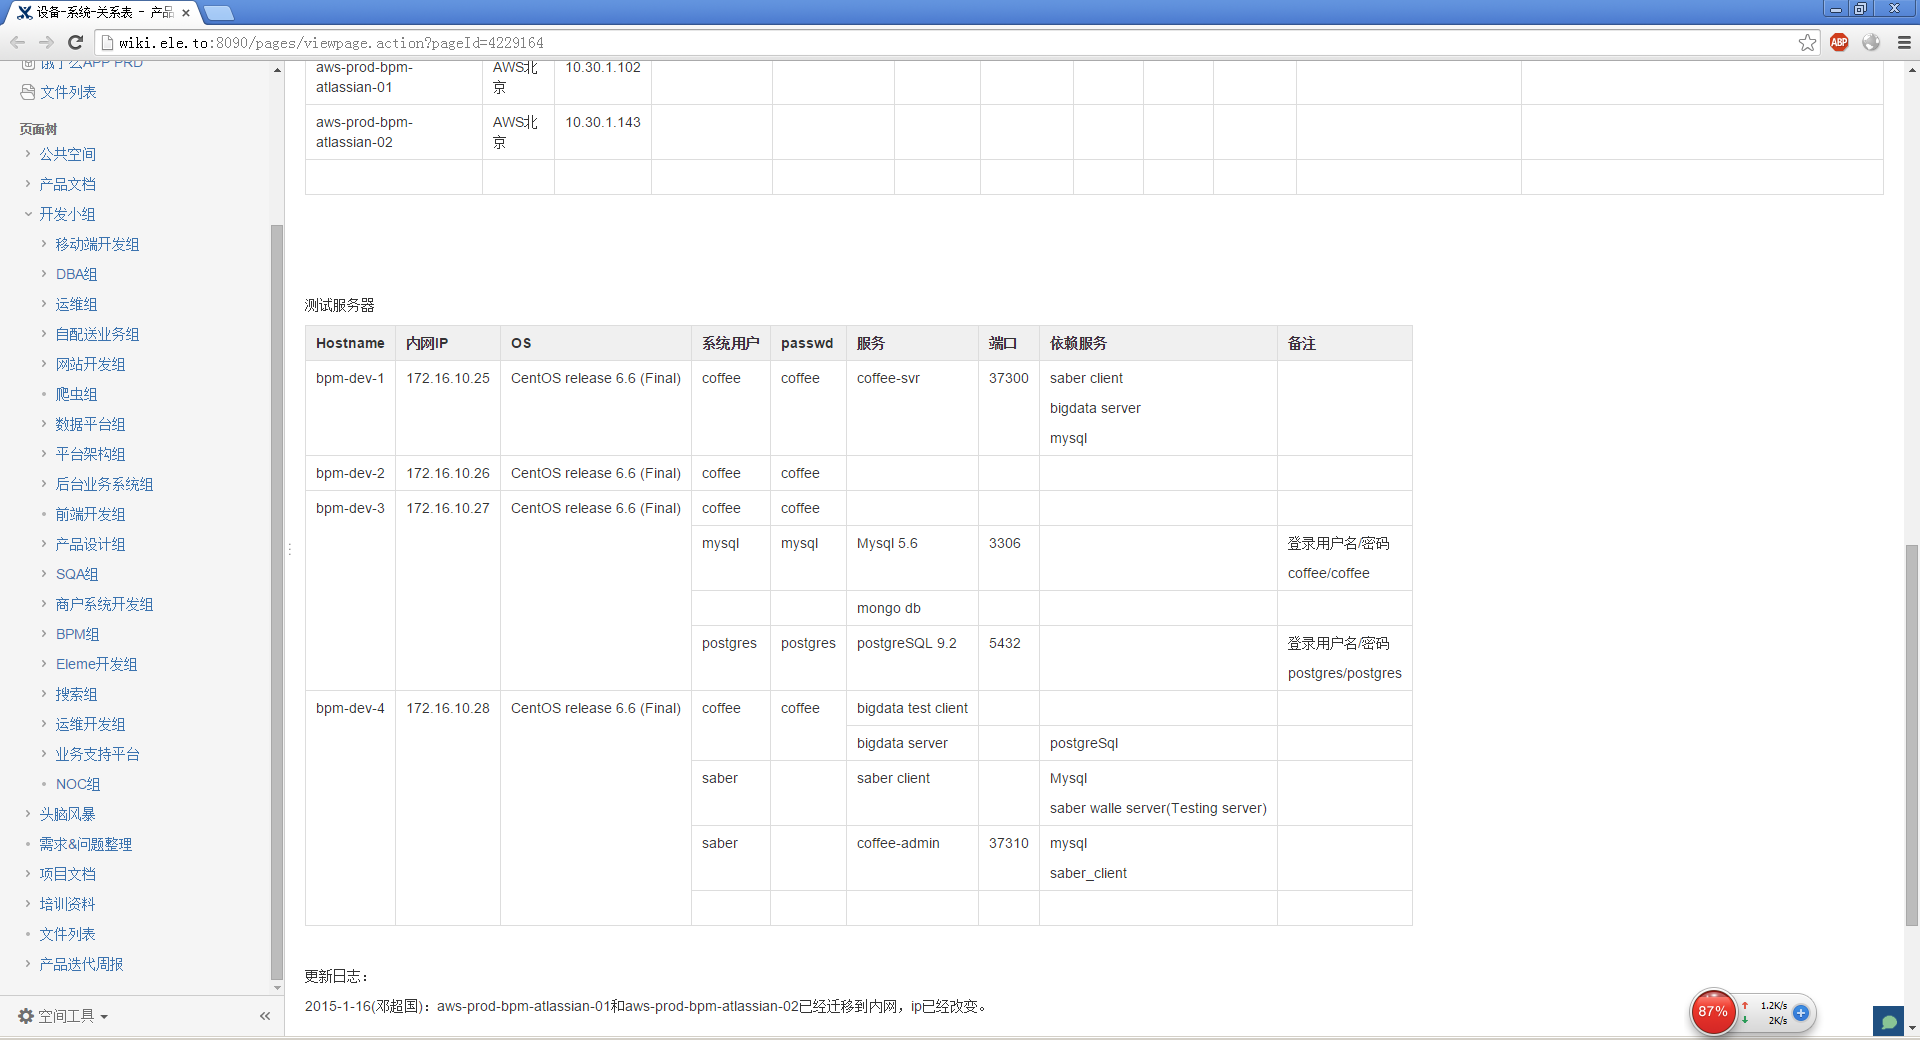 设备-系统-关系表 - 产品
wiki.ele.to:8090/pages/viewpage.action?pageId=4229164
ABP
饿了么APP PRD
文件列表
页面树
公共空间
产品文档
开发小组
移动端开发组
DBA组
运维组
自配送业务组
网站开发组
爬虫组
数据平台组
平台架构组
后台业务系统组
前端开发组
产品设计组
SQA组
商户系统开发组
BPM组
Eleme开发组
搜索组
运维开发组
业务支持平台
NOC组
头脑风暴
需求&问题整理
项目文档
培训资料
文件列表
产品迭代周报
空间工具
aws-prod-bpm-atlassian-01 AWS北京 10.30.1.102
aws-prod-bpm-atlassian-02 AWS北京 10.30.1.143
测试服务器
Hostname 内网IP OS 系统用户 passwd 服务 端口 依赖服务 备注
bpm-dev-1 172.16.10.25 CentOS release 6.6 (Final) coffee coffee coffee-svr 37300 saber client
bigdata server
mysql
bpm-dev-2 172.16.10.26 CentOS release 6.6 (Final) coffee coffee
bpm-dev-3 172.16.10.27 CentOS release 6.6 (Final) coffee coffee
mysql mysql Mysql 5.6 3306 登录用户名/密码
coffee/coffee
mongo db
postgres postgres postgreSQL 9.2 5432 登录用户名/密码
postgres/postgres
bpm-dev-4 172.16.10.28 CentOS release 6.6 (Final) coffee coffee bigdata test client
bigdata server postgreSql
saber saber client Mysql
saber walle server(Testing server)
saber coffee-admin 37310 mysql
saber_client
更新日志：
2015-1-16(邓超国)：aws-prod-bpm-atlassian-01和aws-prod-bpm-atlassian-02已经迁移到内网，ip已经改变。
87%
1.2K/s
2K/s